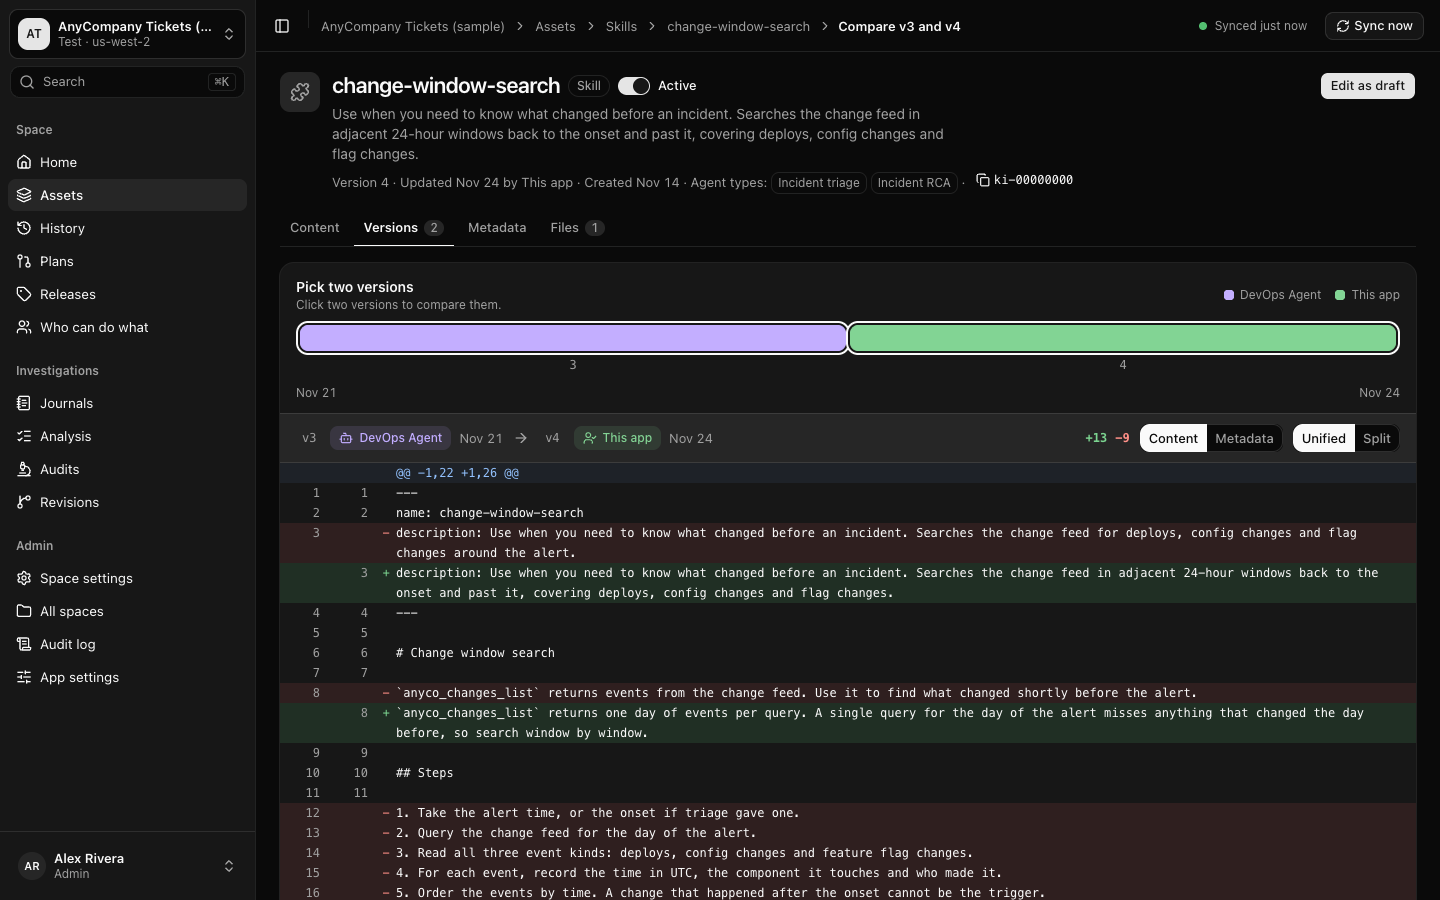 AT
AnyCompany Tickets (...
Test · us-west-2
Search
⌘K
Space
Home
Assets
History
Plans
Releases
Who can do what
Investigations
Journals
Analysis
Audits
Revisions
Admin
Space settings
All spaces
Audit log
App settings
AR
Alex Rivera
Admin
AnyCompany Tickets (sample) > Assets > Skills > change-window-search > Compare v3 and v4
Synced just now
Sync now
change-window-search
Skill
Active
Edit as draft
Use when you need to know what changed before an incident. Searches the change feed in
adjacent 24-hour windows back to the onset and past it, covering deploys, config changes and
flag changes.
Version 4 · Updated Nov 24 by This app · Created Nov 14 · Agent types: Incident triage Incident RCA · ki-00000000
Content
Versions 2
Metadata
Files 1
Pick two versions
Click two versions to compare them.
DevOps Agent
This app
3
4
Nov 21
Nov 24
v3 DevOps Agent Nov 21 → v4 This app Nov 24
+13 −9
Content
Metadata
Unified
Split
@@ −1,22 +1,26 @@
1 1 ---
2 2 name: change-window-search
3 − description: Use when you need to know what changed before an incident. Searches the change feed for deploys, config changes and flag
changes around the alert.
3 + description: Use when you need to know what changed before an incident. Searches the change feed in adjacent 24-hour windows back to the
onset and past it, covering deploys, config changes and flag changes.
4 4 ---
5 5
6 6 # Change window search
7 7
8 − `anyco_changes_list` returns events from the change feed. Use it to find what changed shortly before the alert.
8 + `anyco_changes_list` returns one day of events per query. A single query for the day of the alert misses anything that changed the day
before, so search window by window.
9 9
10 10 ## Steps
11 11
12 − 1. Take the alert time, or the onset if triage gave one.
13 − 2. Query the change feed for the day of the alert.
14 − 3. Read all three event kinds: deploys, config changes and feature flag changes.
15 − 4. For each event, record the time in UTC, the component it touches and who made it.
16 − 5. Order the events by time. A change that happened after the onset cannot be the trigger.